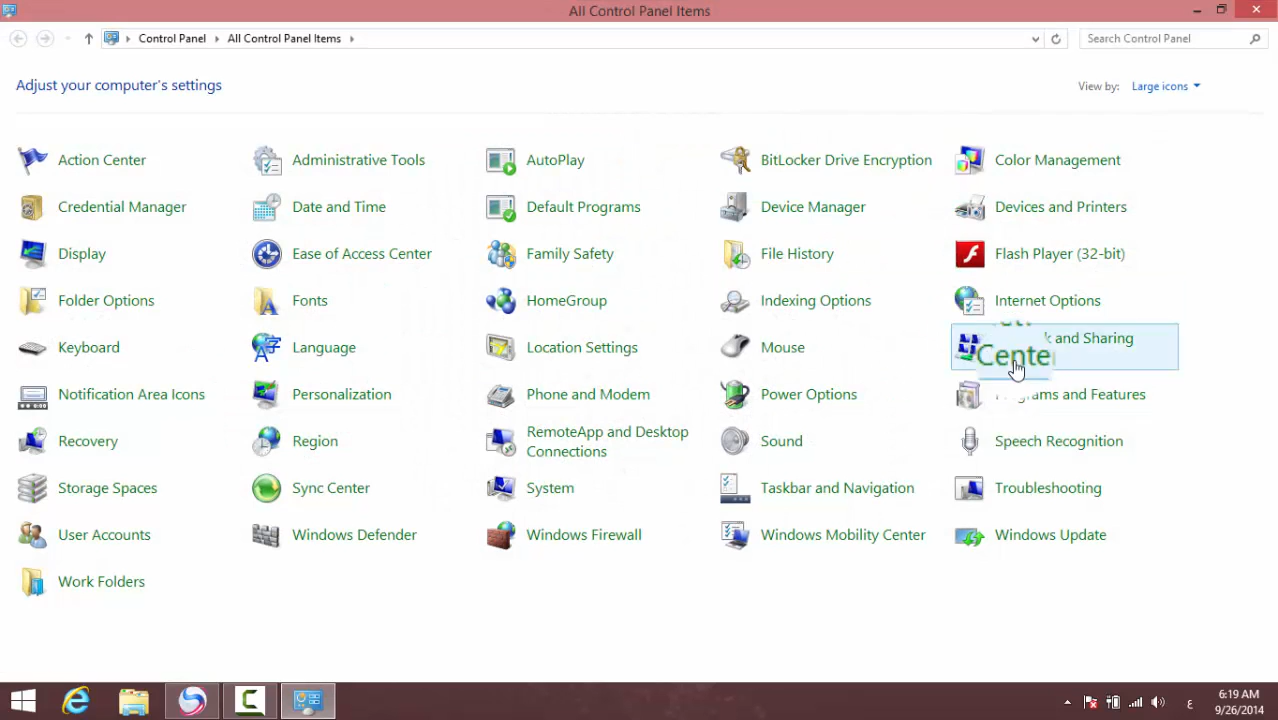 All Control Panel Items
Control Panel
All Control Panel Items
Search Control Panel
Adjust your computer's settings
View by: Large icons
Action Center
Administrative Tools
AutoPlay
BitLocker Drive Encryption
Color Management
Credential Manager
Date and Time
Default Programs
Device Manager
Devices and Printers
Display
Ease of Access Center
Family Safety
File History
Flash Player (32-bit)
Folder Options
Fonts
HomeGroup
Indexing Options
Internet Options
Keyboard
Language
Location Settings
Mouse
and Sharing
Center
Notification Area Icons
Personalization
Phone and Modem
Power Options
and Features
Recovery
Region
RemoteApp and Desktop
Connections
Sound
Speech Recognition
Storage Spaces
Sync Center
System
Taskbar and Navigation
Troubleshooting
User Accounts
Windows Defender
Windows Firewall
Windows Mobility Center
Windows Update
Work Folders
ع
6:19 AM
9/26/2014